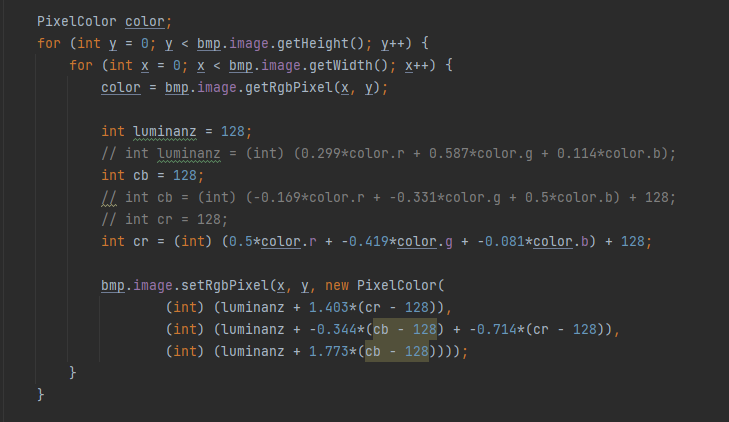 PixelColor color;
for (int y = 0; y < bmp.image.getHeight(); y++) {
for (int x = 0; x < bmp.image.getWidth(); x++) {
color = bmp.image.getRgbPixel(x, y);
int luminanz = 128;
// int luminanz = (int) (0.299*color.r + 0.587*color.g + 0.114*color.b);
int cb = 128;
// int cb = (int) (-0.169*color.r + -0.331*color.g + 0.5*color.b) + 128;
// int cr = 128;
int cr = (int) (0.5*color.r + -0.419*color.g + -0.081*color.b) + 128;
bmp.image.setRgbPixel(x, y, new PixelColor(
(int) (luminanz + 1.403*(cr - 128)),
(int) (luminanz + -0.344*(cb - 128) + -0.714*(cr - 128)),
(int) (luminanz + 1.773*(cb - 128))));
}
}